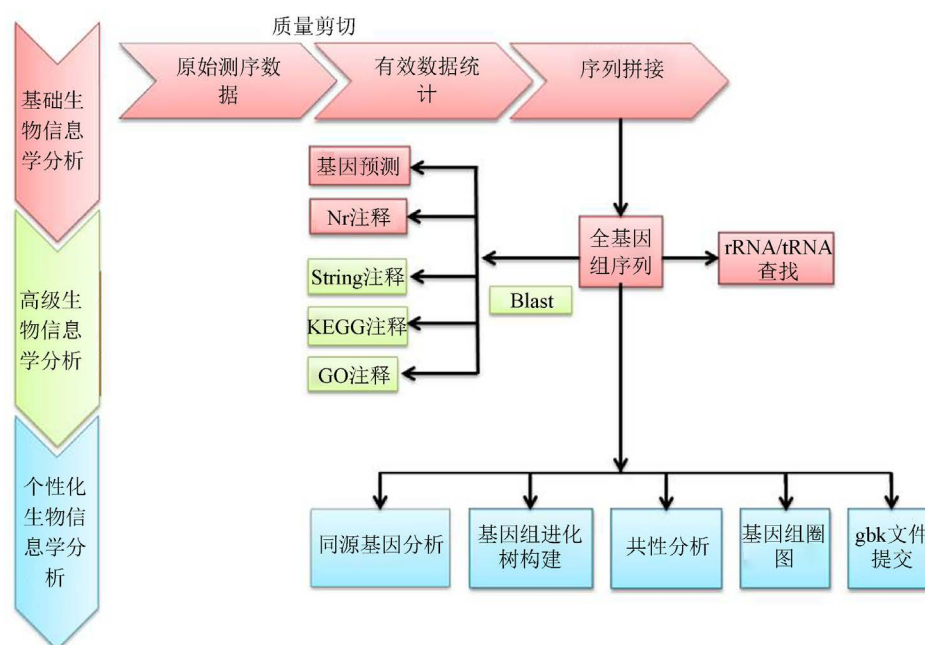 质量剪切
原始测序数
据
有效数据统
计
序列拼接
基础生
物信息
学分析
基因预测
Nr注释
全基因
组序列
rRNA/tRNA
查找
String注释
Blast
KEGG注释
GO注释
高级生
物信息
学分析
个性化
生物信
息学分
析
同源基因分析
基因组进化
树构建
共性分析
基因组圈
图
gbk文件
提交